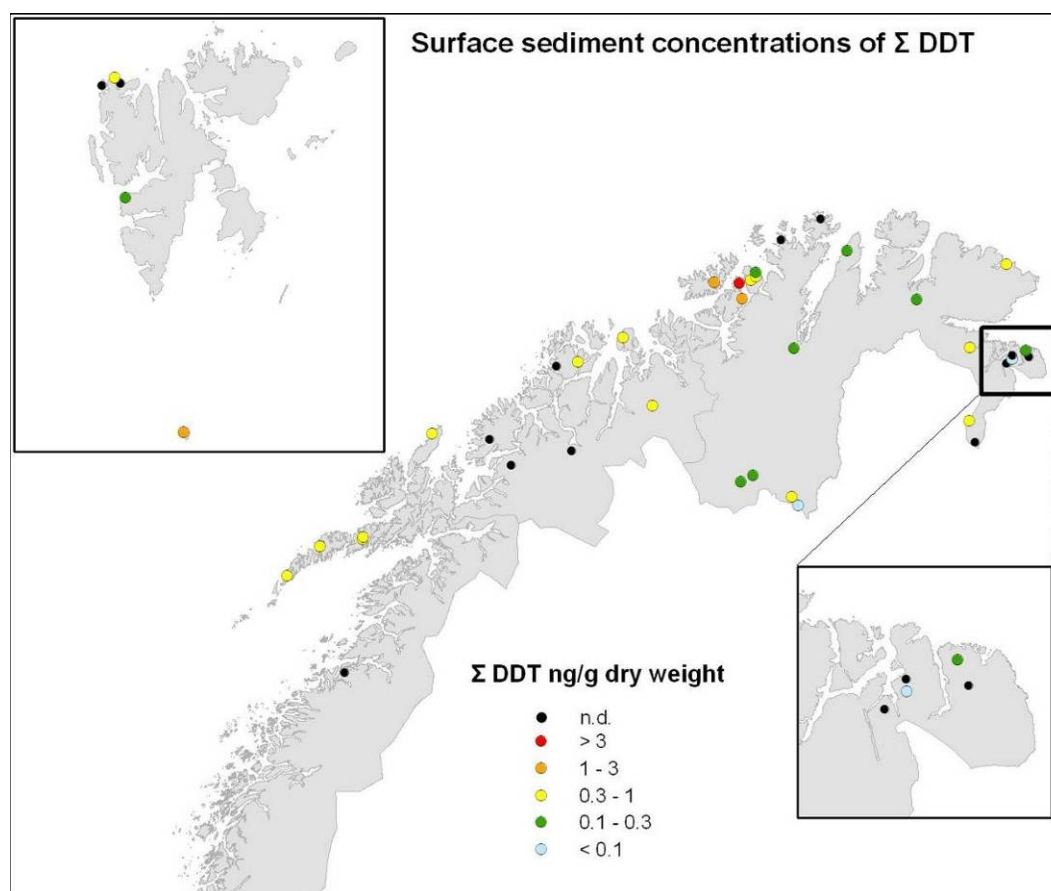 Surface sediment concentrations of Σ DDT
Σ DDT ng/g dry weight
n.d.
> 3
1 - 3
0.3 - 1
0.1 - 0.3
< 0.1